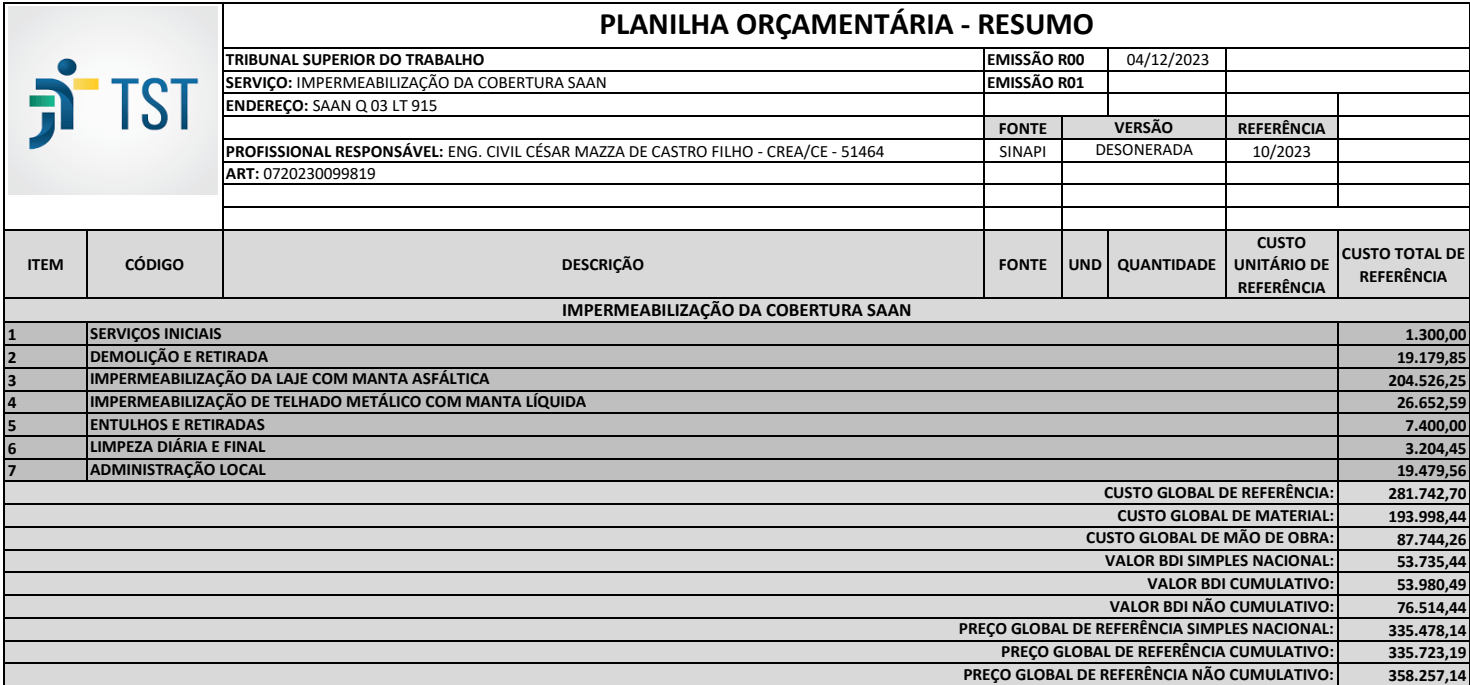 PLANILHA ORÇAMENTÁRIA - RESUMO
TST
TRIBUNAL SUPERIOR DO TRABALHO EMISSÃO R00 04/12/2023
SERVIÇO: IMPERMEABILIZAÇÃO DA COBERTURA SAAN EMISSÃO R01
ENDEREÇO: SAAN Q 03 LT 915
FONTE VERSÃO REFERÊNCIA
PROFISSIONAL RESPONSÁVEL: ENG. CIVIL CÉSAR MAZZA DE CASTRO FILHO - CREA/CE - 51464 SINAPI DESONERADA 10/2023
ART: 0720230099819
ITEM CÓDIGO DESCRIÇÃO FONTE UND QUANTIDADE CUSTO UNITÁRIO DE REFERÊNCIA CUSTO TOTAL DE REFERÊNCIA
IMPERMEABILIZAÇÃO DA COBERTURA SAAN
1 SERVIÇOS INICIAIS 1.300,00
2 DEMOLIÇÃO E RETIRADA 19.179,85
3 IMPERMEABILIZAÇÃO DA LAJE COM MANTA ASFÁLTICA 204.526,25
4 IMPERMEABILIZAÇÃO DE TELHADO METÁLICO COM MANTA LÍQUIDA 26.652,59
5 ENTULHOS E RETIRADAS 7.400,00
6 LIMPEZA DIÁRIA E FINAL 3.204,45
7 ADMINISTRAÇÃO LOCAL 19.479,56
CUSTO GLOBAL DE REFERÊNCIA: 281.742,70
CUSTO GLOBAL DE MATERIAL: 193.998,44
CUSTO GLOBAL DE MÃO DE OBRA: 87.744,26
VALOR BDI SIMPLES NACIONAL: 53.735,44
VALOR BDI CUMULATIVO: 53.980,49
VALOR BDI NÃO CUMULATIVO: 76.514,44
PREÇO GLOBAL DE REFERÊNCIA SIMPLES NACIONAL: 335.478,14
PREÇO GLOBAL DE REFERÊNCIA CUMULATIVO: 335.723,19
PREÇO GLOBAL DE REFERÊNCIA NÃO CUMULATIVO: 358.257,14